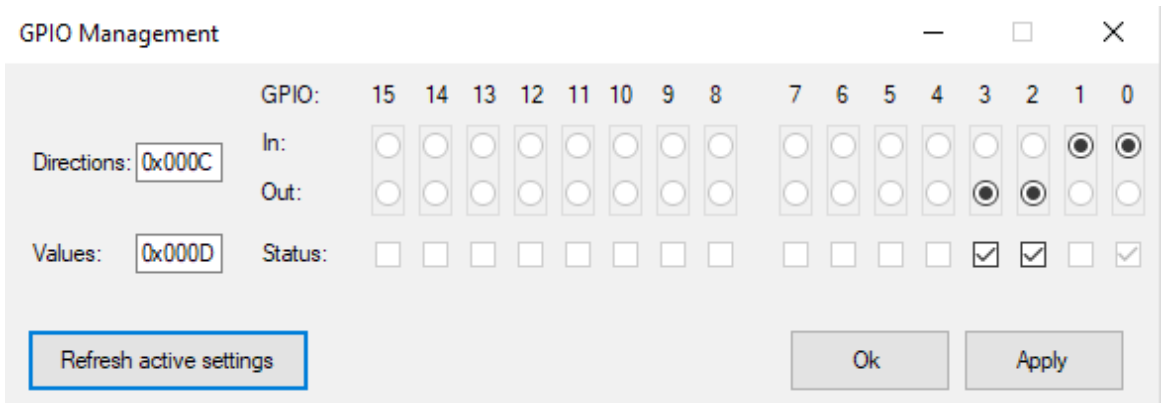 GPIO Management
GPIO: 15 14 13 12 11 10 9 8 7 6 5 4 3 2 1 0
In:
Directions: 0x000C
Out:
Values: 0x000D Status:
Refresh active settings Ok Apply